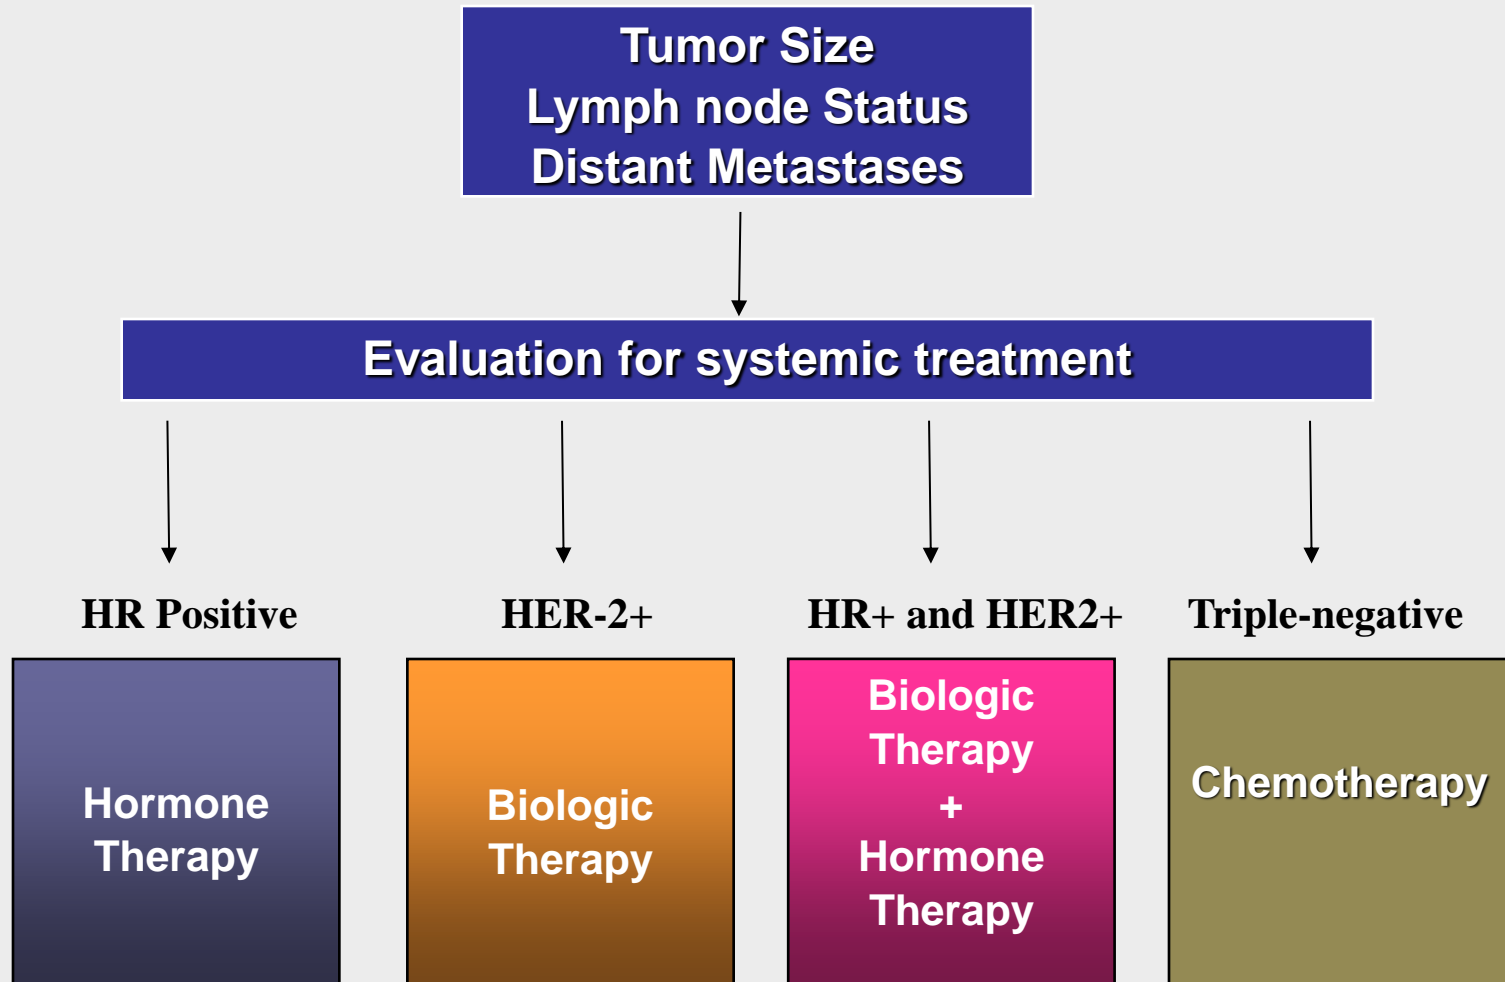 Tumor Size
Lymph node Status
Distant Metastases
Evaluation for systemic treatment
HR Positive
HER-2+
HR+ and HER2+
Triple-negative
Hormone
Therapy
Biologic
Therapy
Biologic
Therapy
+
Hormone
Therapy
Chemotherapy